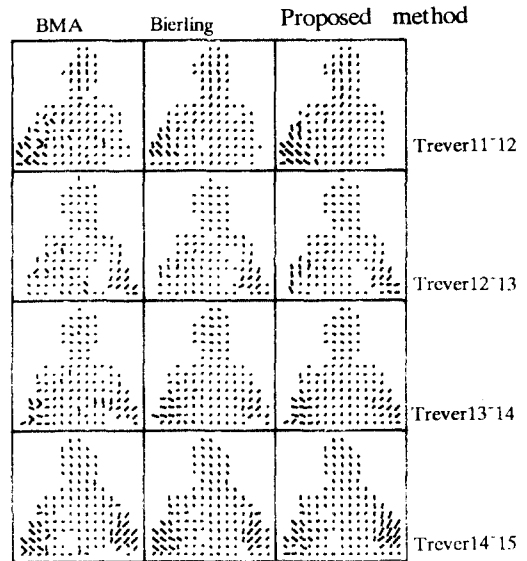 BMA Bierling Proposed method
Trever11-12
Trever12-13
Trever13-14
Trever14-15